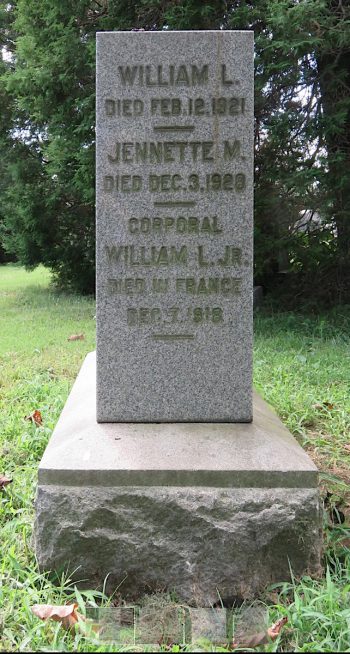 WILLIAM L.
DIED FEB. 12, 1921
JENNETTE M.
DIED DEC. 3, 1928
CORPORAL
WILLIAM L. JR.
DIED IN FRANCE
DEC. 7, 1918